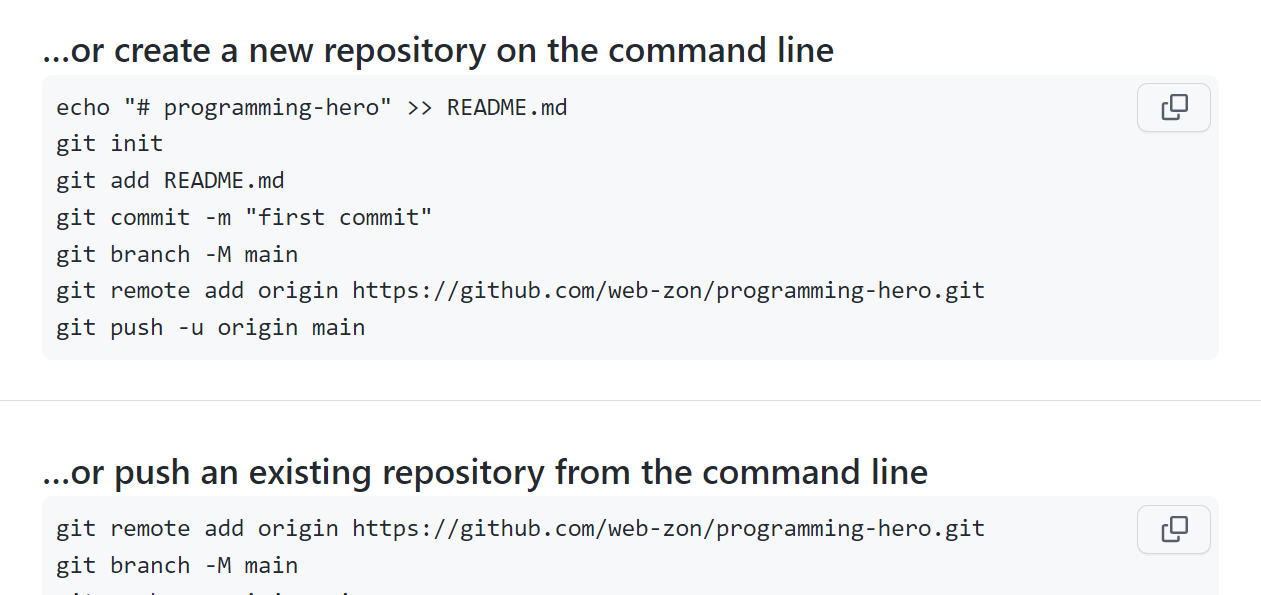 ...or create a new repository on the command line
echo "# programming-hero" >> README.md
git init
git add README.md
git commit -m "first commit"
git branch -M main
git remote add origin https://github.com/web-zon/programming-hero.git
git push -u origin main
...or push an existing repository from the command line
git remote add origin https://github.com/web-zon/programming-hero.git
git branch -M main